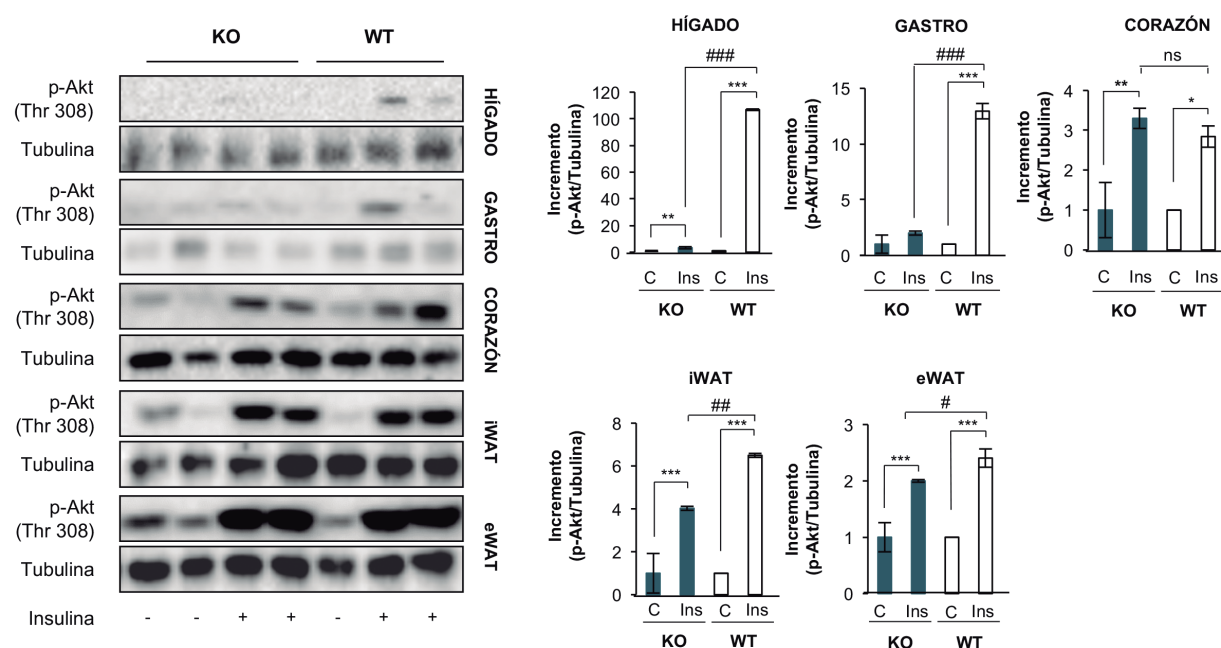 KO WT
p-Akt
(Thr 308)
Tubulina
HÍGADO
p-Akt
(Thr 308)
Tubulina
GASTRO
p-Akt
(Thr 308)
Tubulina
CORAZÓN
p-Akt
(Thr 308)
Tubulina
iWAT
p-Akt
(Thr 308)
Tubulina
eWAT
Insulina - - + + - + +
HÍGADO
###
***
**
Incremento
(p-Akt/Tubulina)
120
100
80
60
40
20
0
C Ins C Ins
KO WT
GASTRO
###
***
Incremento
(p-Akt/Tubulina)
15
10
5
0
C Ins C Ins
KO WT
CORAZÓN
ns
**
*
Incremento
(p-Akt/Tubulina)
4
3
2
1
0
C Ins C Ins
KO WT
iWAT
##
***
***
Incremento
(p-Akt/Tubulina)
8
6
4
2
0
C Ins C Ins
KO WT
eWAT
#
***
***
Incremento
(p-Akt/Tubulina)
3
2
1
0
C Ins C Ins
KO WT